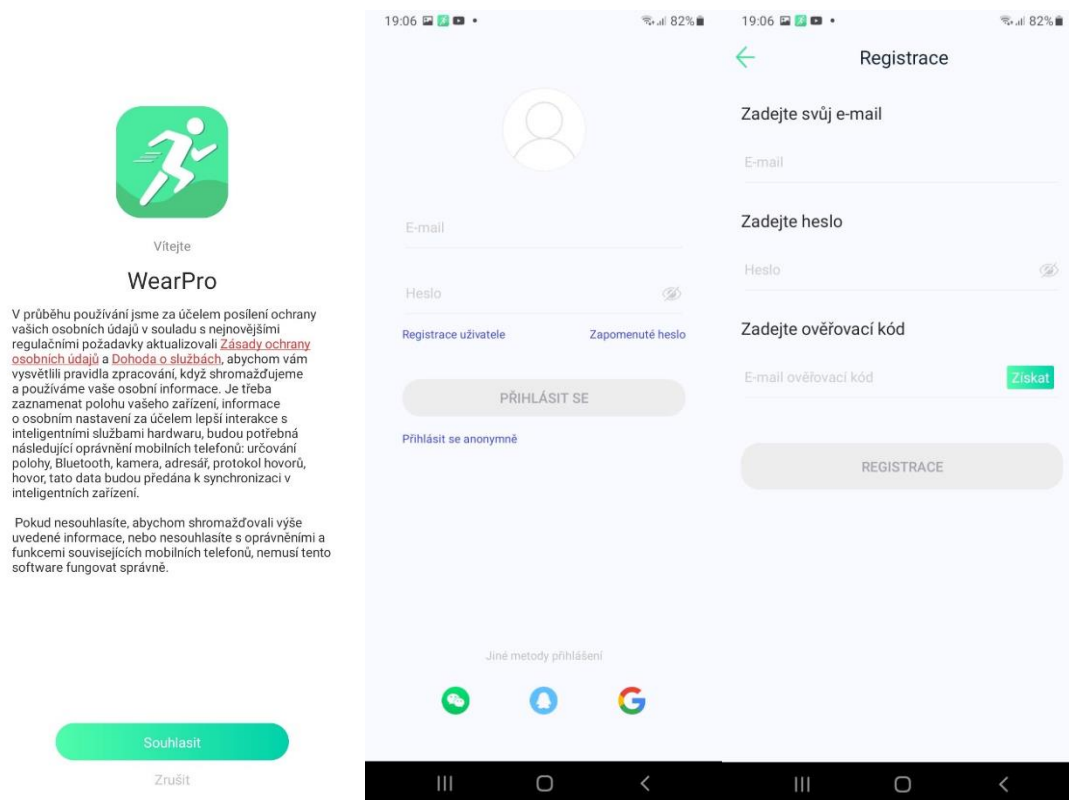 Vítejte
WearPro
V průběhu používání jsme za účelem posílení ochrany
vašich osobních údajů v souladu s nejnovějšími
regulačními požadavky aktualizovali Zásady ochrany
osobních údajů a Dohoda o službách, abychom vám
vysvětlili pravidla zpracování, když shromažďujeme
a používáme vaše osobní informace. Je třeba
zaznamenat polohu vašeho zařízení, informace
o osobním nastavení za účelem lepší interakce s
inteligentními službami hardwaru, budou potřebná
následující oprávnění mobilních telefonů: určování
polohy, Bluetooth, kamera, adresář, protokol hovorů,
hovor, tato data budou předána k synchronizaci v
inteligentních zařízení.
Pokud nesouhlasíte, abychom shromažďovali výše
uvedené informace, nebo nesouhlasíte s oprávněními a
funkcemi souvisejících mobilních telefonů, nemusí tento
software fungovat správně.
Souhlasit
Zrušit
19:06 82%
E-mail
Heslo
Registrace uživatele Zapomenuté heslo
PŘIHLÁSIT SE
Přihlásit se anonymně
Jiné metody přihlášení
19:06 82%
Registrace
Zadejte svůj e-mail
E-mail
Zadejte heslo
Heslo
Zadejte ověřovací kód
E-mail ověřovací kód Získat
REGISTRACE